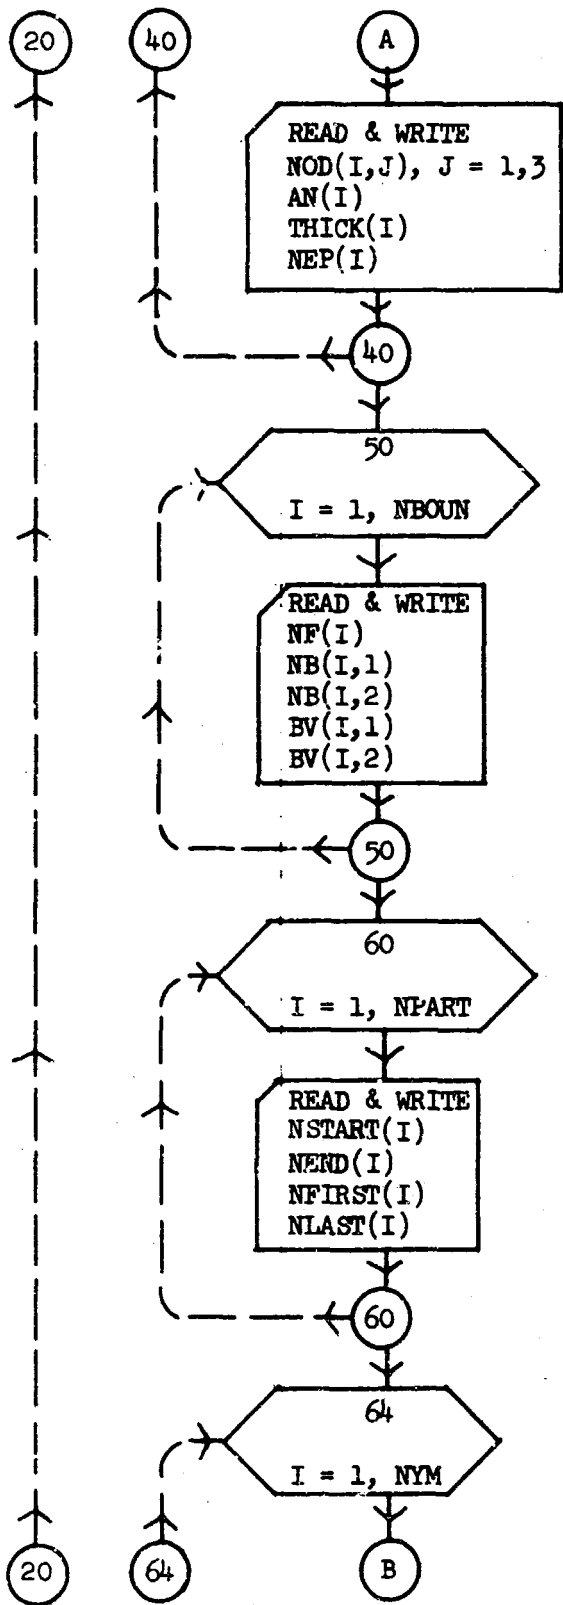 20 40 A
READ & WRITE
NOD(I,J), J = 1,3
AN(I)
THICK(I)
NEP(I)
40
50
I = 1, NBOUN
READ & WRITE
NF(I)
NB(I,1)
NB(I,2)
BV(I,1)
BV(I,2)
50
60
I = 1, NPART
READ & WRITE
NSTART(I)
NEND(I)
NFIRST(I)
NLAST(I)
60
64
I = 1, NYM
20 64 B